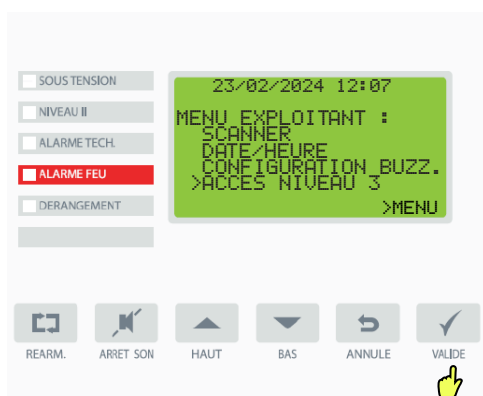 SOUS TENSION
NIVEAU II
ALARME TECH.
ALARME FEU
DERANGEMENT
23/02/2024 12:07
MENU EXPLOITANT :
SCANNER
DATE/HEURE
CONFIGURATION BUZZ.
>ACCES NIVEAU 3
>MENU
REARM.
ARRET SON
HAUT
BAS
ANNULE
VALIDE